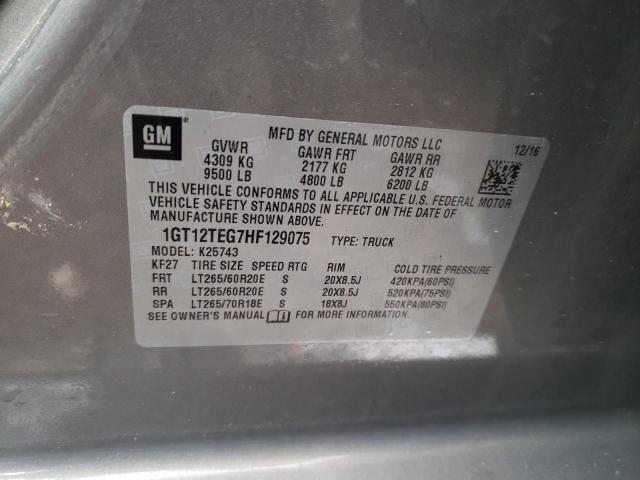 GM ®
MFD BY GENERAL MOTORS LLC 12/16
GVWR GAWR FRT GAWR RR
4309 KG 2177 KG 2812 KG
9500 LB 4800 LB 6200 LB
THIS VEHICLE CONFORMS TO ALL APPLICABLE U.S. FEDERAL MOTOR
VEHICLE SAFETY STANDARDS IN EFFECT ON THE DATE OF
MANUFACTURE SHOWN ABOVE.
1GT12TEG7HF129075 TYPE: TRUCK
MODEL: K25743
KF27 TIRE SIZE SPEED RTG RIM COLD TIRE PRESSURE
FRT LT265/60R20E S 20X8.5J 420KPA(60PSI)
RR LT265/60R20E S 20X8.5J 520KPA(75PSI)
SPA LT265/70R18E S 18X8J 550KPA(80PSI)
SEE OWNER'S MANUAL FOR MORE INFORMATION.